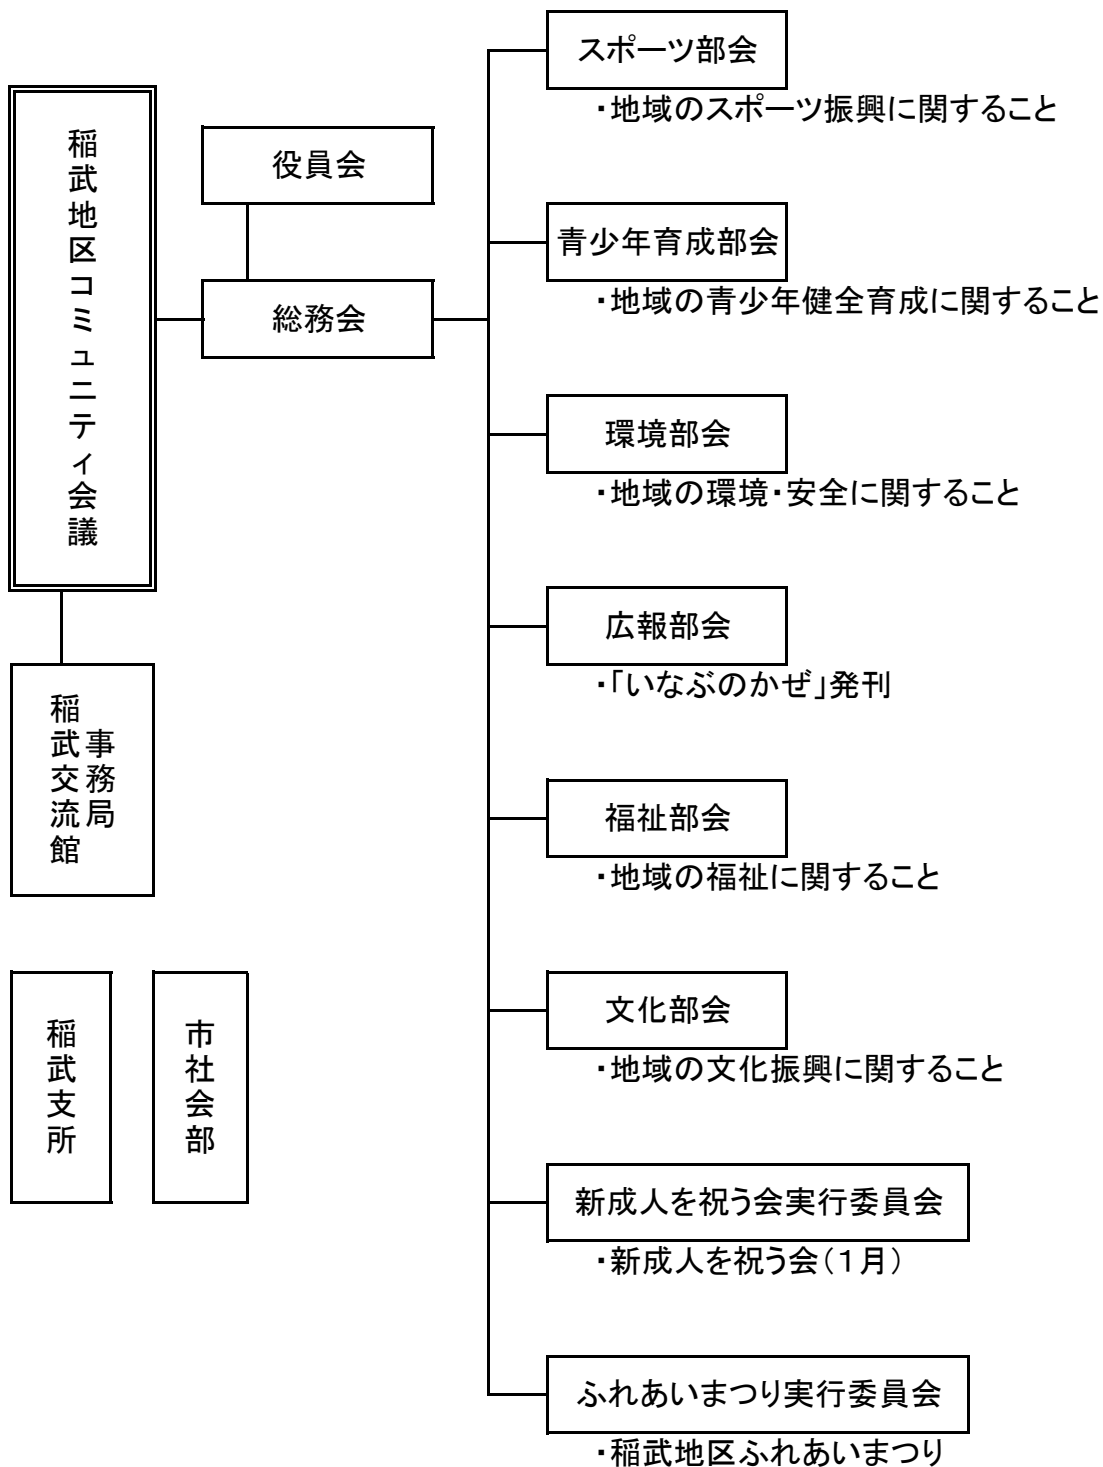 稲武地区コミュニティ会議
役員会
総務会
事務局
稲武交流館
稲武支所
市社会部
スポーツ部会
・地域のスポーツ振興に関すること
青少年育成部会
・地域の青少年健全育成に関すること
環境部会
・地域の環境・安全に関すること
広報部会
・「いなぶのかぜ」発刊
福祉部会
・地域の福祉に関すること
文化部会
・地域の文化振興に関すること
新成人を祝う会実行委員会
・新成人を祝う会(1月)
ふれあいまつり実行委員会
・稲武地区ふれあいまつり